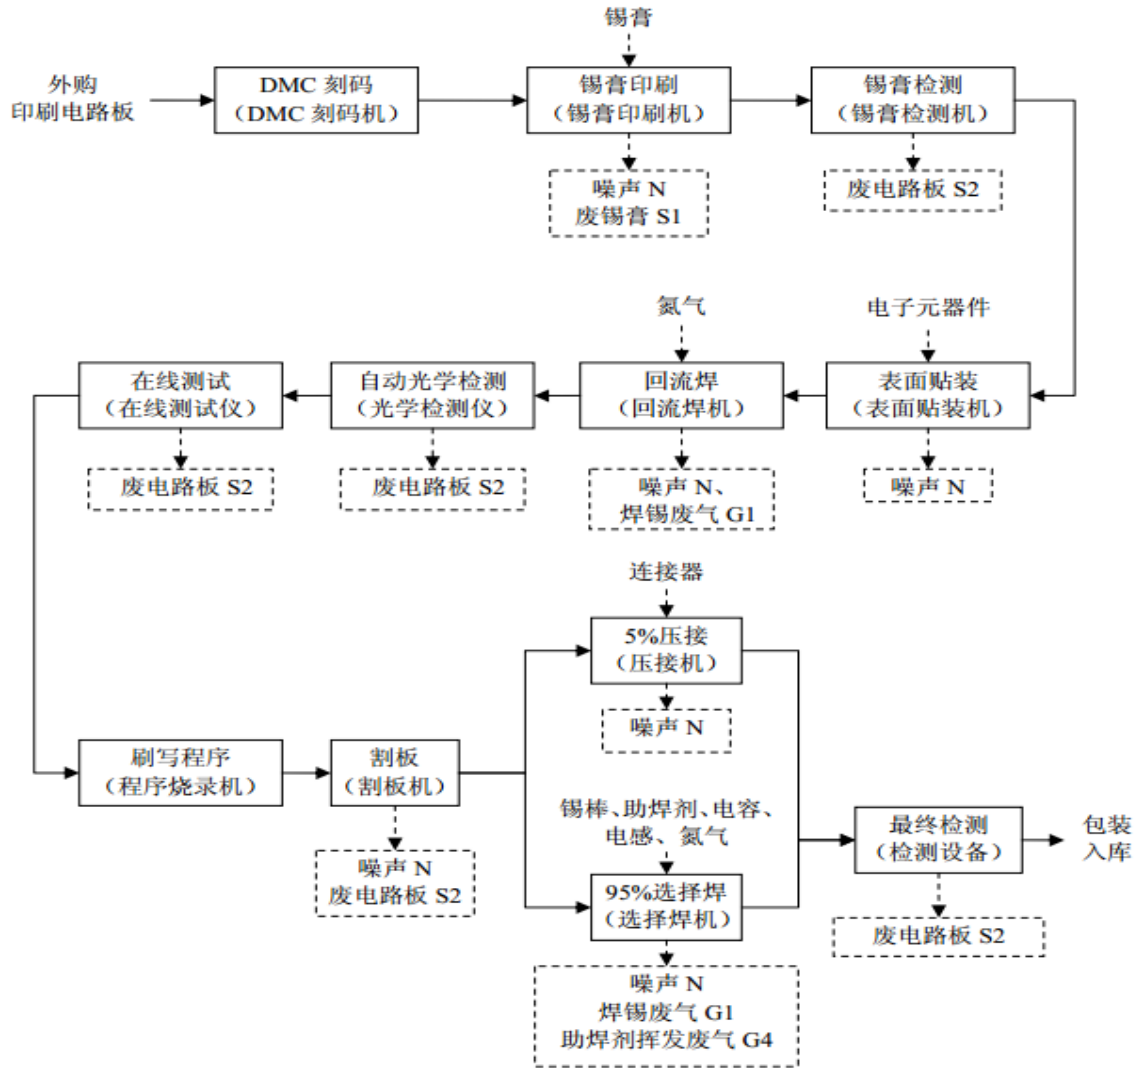 锡膏
外购
印刷电路板
DMC 刻码
（DMC 刻码机）
锡膏印刷
（锡膏印刷机）
锡膏检测
（锡膏检测机）
噪声 N
废锡膏 S1
废电路板 S2
氮气
电子元器件
在线测试
（在线测试仪）
自动光学检测
（光学检测仪）
回流焊
（回流焊机）
表面贴装
（表面贴装机）
废电路板 S2
废电路板 S2
噪声 N、
焊锡废气 G1
噪声 N
连接器
5%压接
（压接机）
噪声 N
刷写程序
（程序烧录机）
割板
（割板机）
噪声 N
废电路板 S2
锡棒、助焊剂、电容、
电感、氮气
95%选择焊
（选择焊机）
噪声 N
焊锡废气 G1
助焊剂挥发废气 G4
最终检测
（检测设备）
废电路板 S2
包装
入库